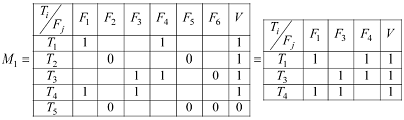 T_i / F_j F_1 F_2 F_3 F_4 F_5 F_6 V
T_1 1 1 1
T_2 0 0 1
M_1 = T_3 1 1 0 1
T_4 1 1 1
T_5 0 0 0 0
= T_i / F_j F_1 F_3 F_4 V
T_1 1 1 1
T_3 1 1 1
T_4 1 1 1